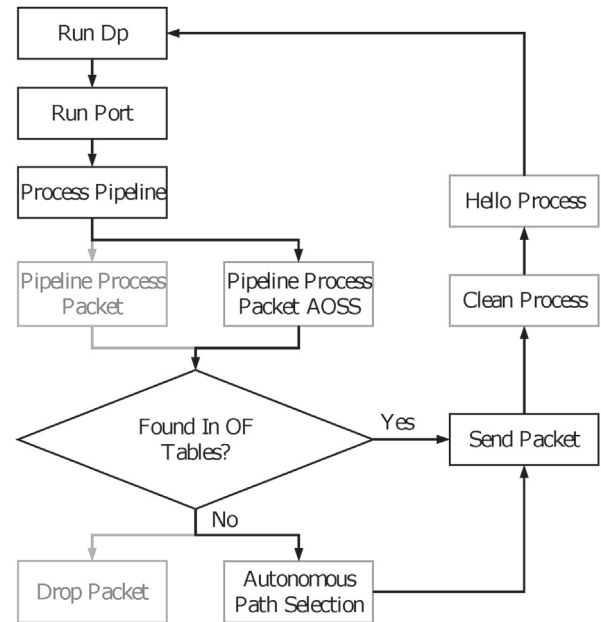 Run Dp
Run Port
Process Pipeline
Hello Process
Pipeline Process
Packet
Pipeline Process
Packet AOSS
Clean Process
Found In OF
Tables?
Yes
Send Packet
No
Drop Packet
Autonomous
Path Selection